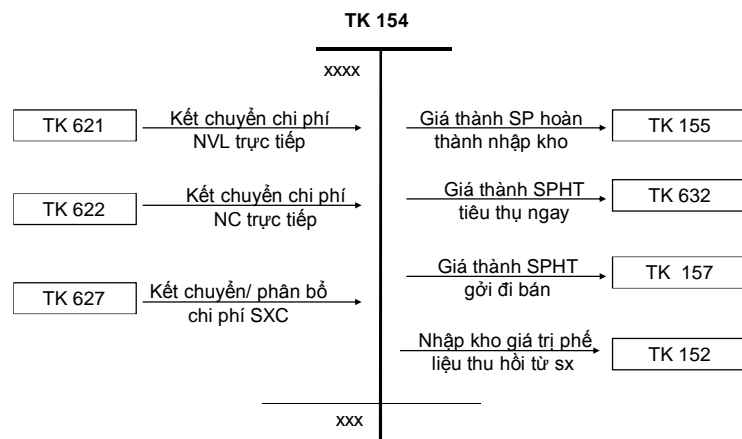 TK 154
xxxx
TK 621
Kết chuyển chi phí
NVL trực tiếp
Giá thành SP hoàn
thành nhập kho
TK 155
TK 622
Kết chuyển chi phí
NC trực tiếp
Giá thành SPHT
tiêu thụ ngay
TK 632
TK 627
Kết chuyển/ phân bổ
chi phí SXC
Giá thành SPHT
gởi đi bán
TK 157
Nhập kho giá trị phế
liệu thu hồi từ sx
TK 152
xxx